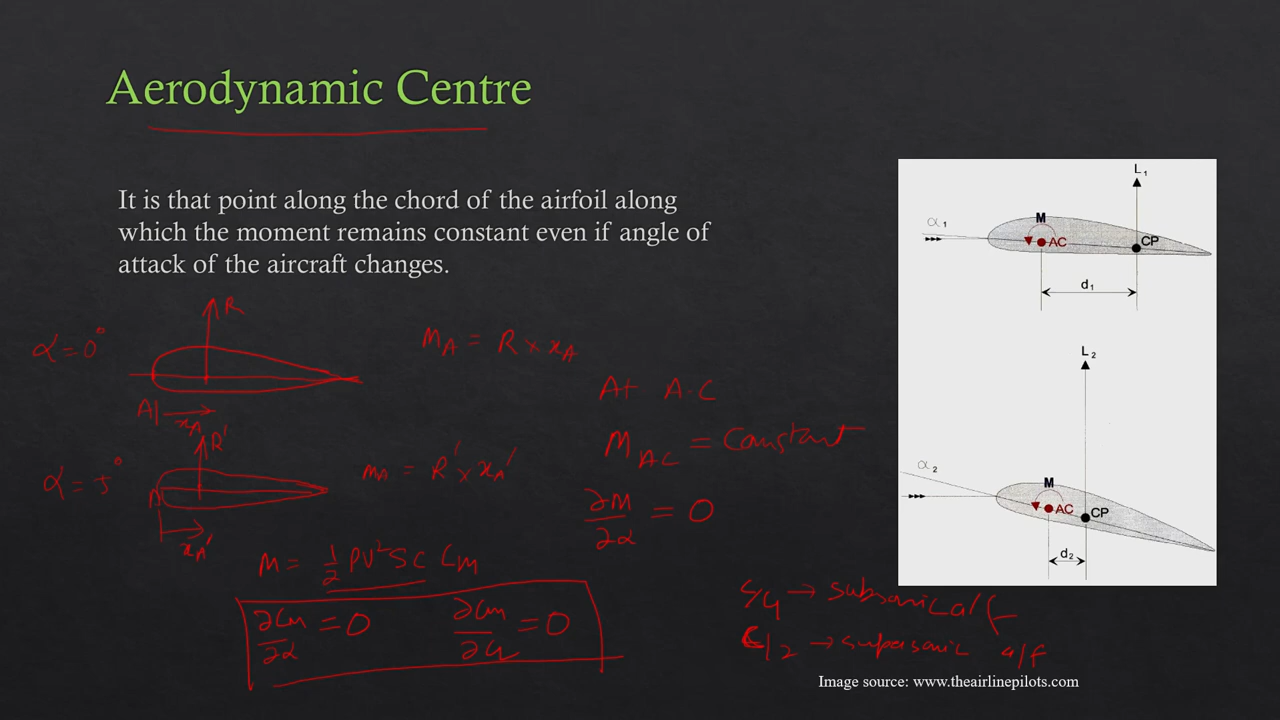 Aerodynamic Centre
It is that point along the chord of the airfoil along
which the moment remains constant even if angle of
attack of the aircraft changes.
α = 0°
R
A
xA
MA = R × xA
α = 5°
R'
A
xA'
MA = R' × xA'
At A.C
MAC = Constant
∂M/∂α = 0
M = 1/2 ρV²SC Cm
∂Cm/∂α = 0 ∂Cm/∂CL = 0
C/4 → subsonic a/f
C/2 → supersonic a/f
L1
α1
M
AC
CP
d1
L2
α2
M
AC
CP
d2
Image source: www.theairlinepilots.com